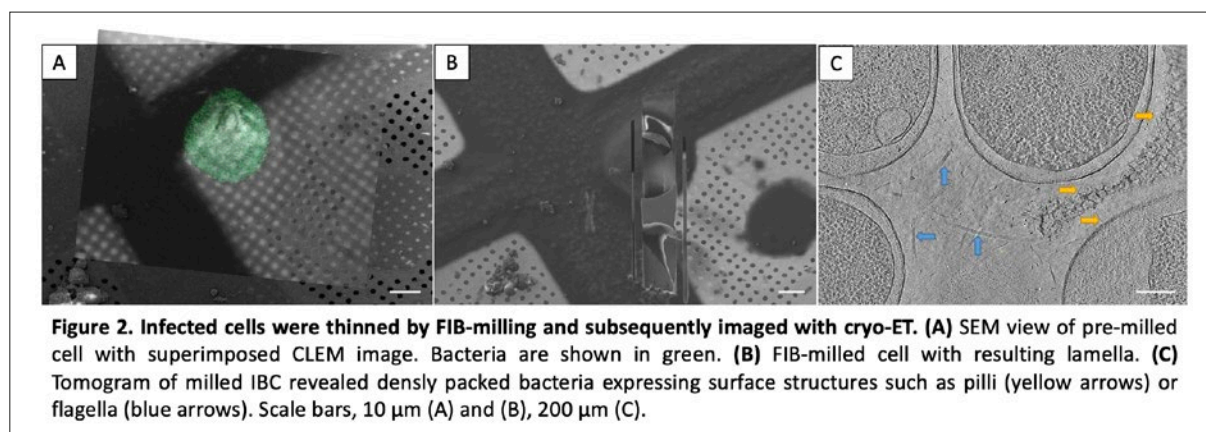 A
B
C
Figure 2. Infected cells were thinned by FIB-milling and subsequently imaged with cryo-ET. (A) SEM view of pre-milled
cell with superimposed CLEM image. Bacteria are shown in green. (B) FIB-milled cell with resulting lamella. (C)
Tomogram of milled IBC revealed densly packed bacteria expressing surface structures such as pilli (yellow arrows) or
flagella (blue arrows). Scale bars, 10 µm (A) and (B), 200 µm (C).